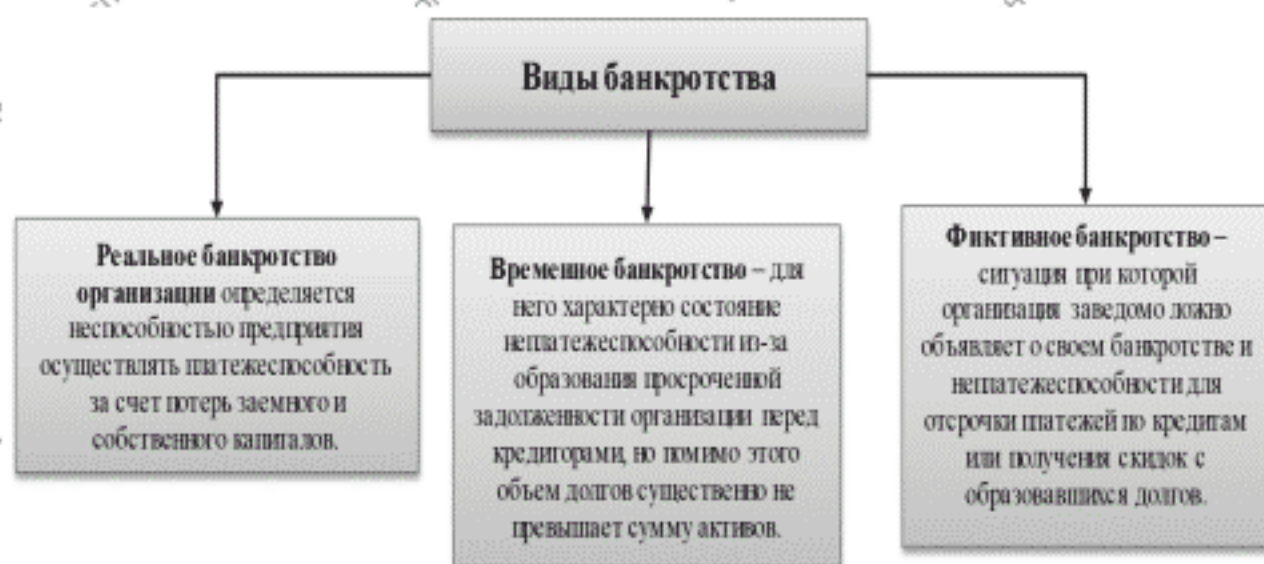 Виды банкротства
Реальное банкротство
организации определяется
неспособностью предприятия
осуществлять платежеспособность
за счет потерь заемного и
собственного капиталов.
Временное банкротство – для
него характерно состояние
неплатежеспособности из-за
образования просроченной
задолженности организации перед
кредиторами, но помимо этого
объем долгов существенно не
превышает сумму активов.
Фиктивное банкротство –
ситуация при которой
организация заведомо ложно
объявляет о своем банкротстве и
неплатежеспособности для
отсрочки платежей по кредитам
или получения скидок с
образовавшихся долгов.